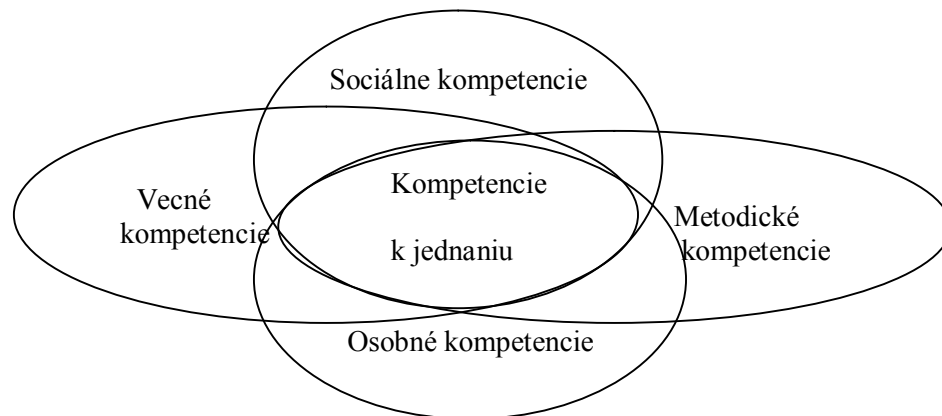 Sociálne kompetencie
Vecné
kompetencie
Kompetencie
k jednaniu
Metodické
kompetencie
Osobné kompetencie